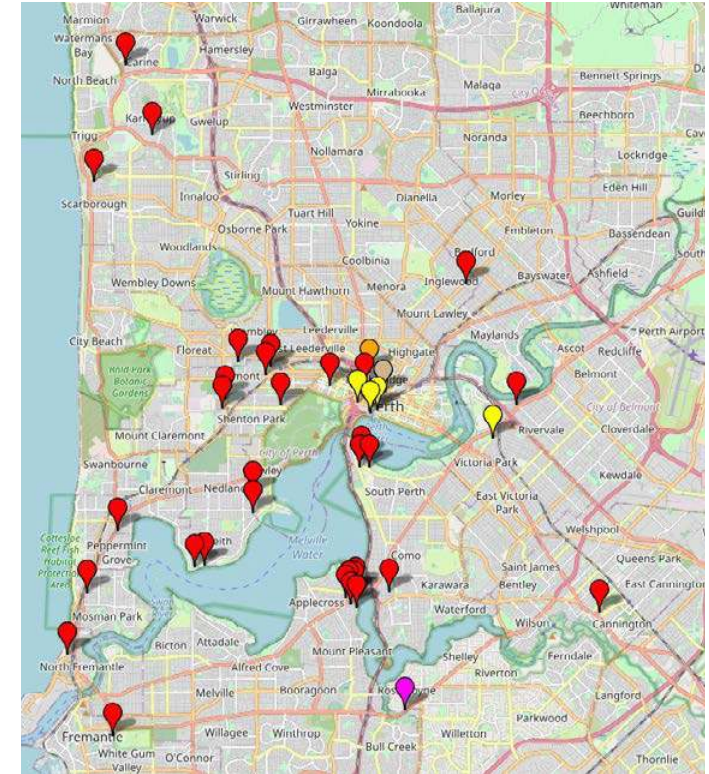 Marmion
Warwick
Girrawheen
Koondoola
Ballajura
Whiteman
Watermans
Bay
Hamersley
Carine
North Beach
Balga
Mirrabooka
Malaga
Bennett Springs
Westminster
Beechboro
Gwelup
Trigg
Noranda
Nollamara
Lockridge
Stirling
Eden Hill
Dianella
Morley
Scarborough
Innaloo
Tuart Hill
Yokine
Osborne Park
Embleton
Bassendean
Woodlands
Coolbinia
Bedford
Wembley Downs
Menora
Inglewood
Bayswater
Ashfield
Mount Hawthorn
Mount Lawley
City Beach
Floreat
Leederville
Maylands
Perth Airport
Ascot
Redcliffe
Highgate
Bold Park
Botanic
Gardens
Belmont
Shenton Park
City of Belmont
Mount Claremont
Rivervale
Cloverdale
City of Perth
Victoria Park
Swanbourne
Claremont
South Perth
Kewdale
East Victoria
Park
Cottesloe
Reef Fish
Habitat
Protection
Area
Peppermint
Grove
Melville
Water
Welshpool
Como
Saint James
Queens Park
Karawara
Bentley
East Cannington
Applecross
Mosman Park
Waterford
Wilson
Cannington
Bicton
Attadale
Mount Pleasant
Shelley
Ferndale
North Fremantle
Alfred Cove
Riverton
Melville
Booragoon
Langford
Parkwood
Fremantle
Willagee
Winthrop
Willetton
White Gum
Valley
O'Connor
Bull Creek
Thornlie